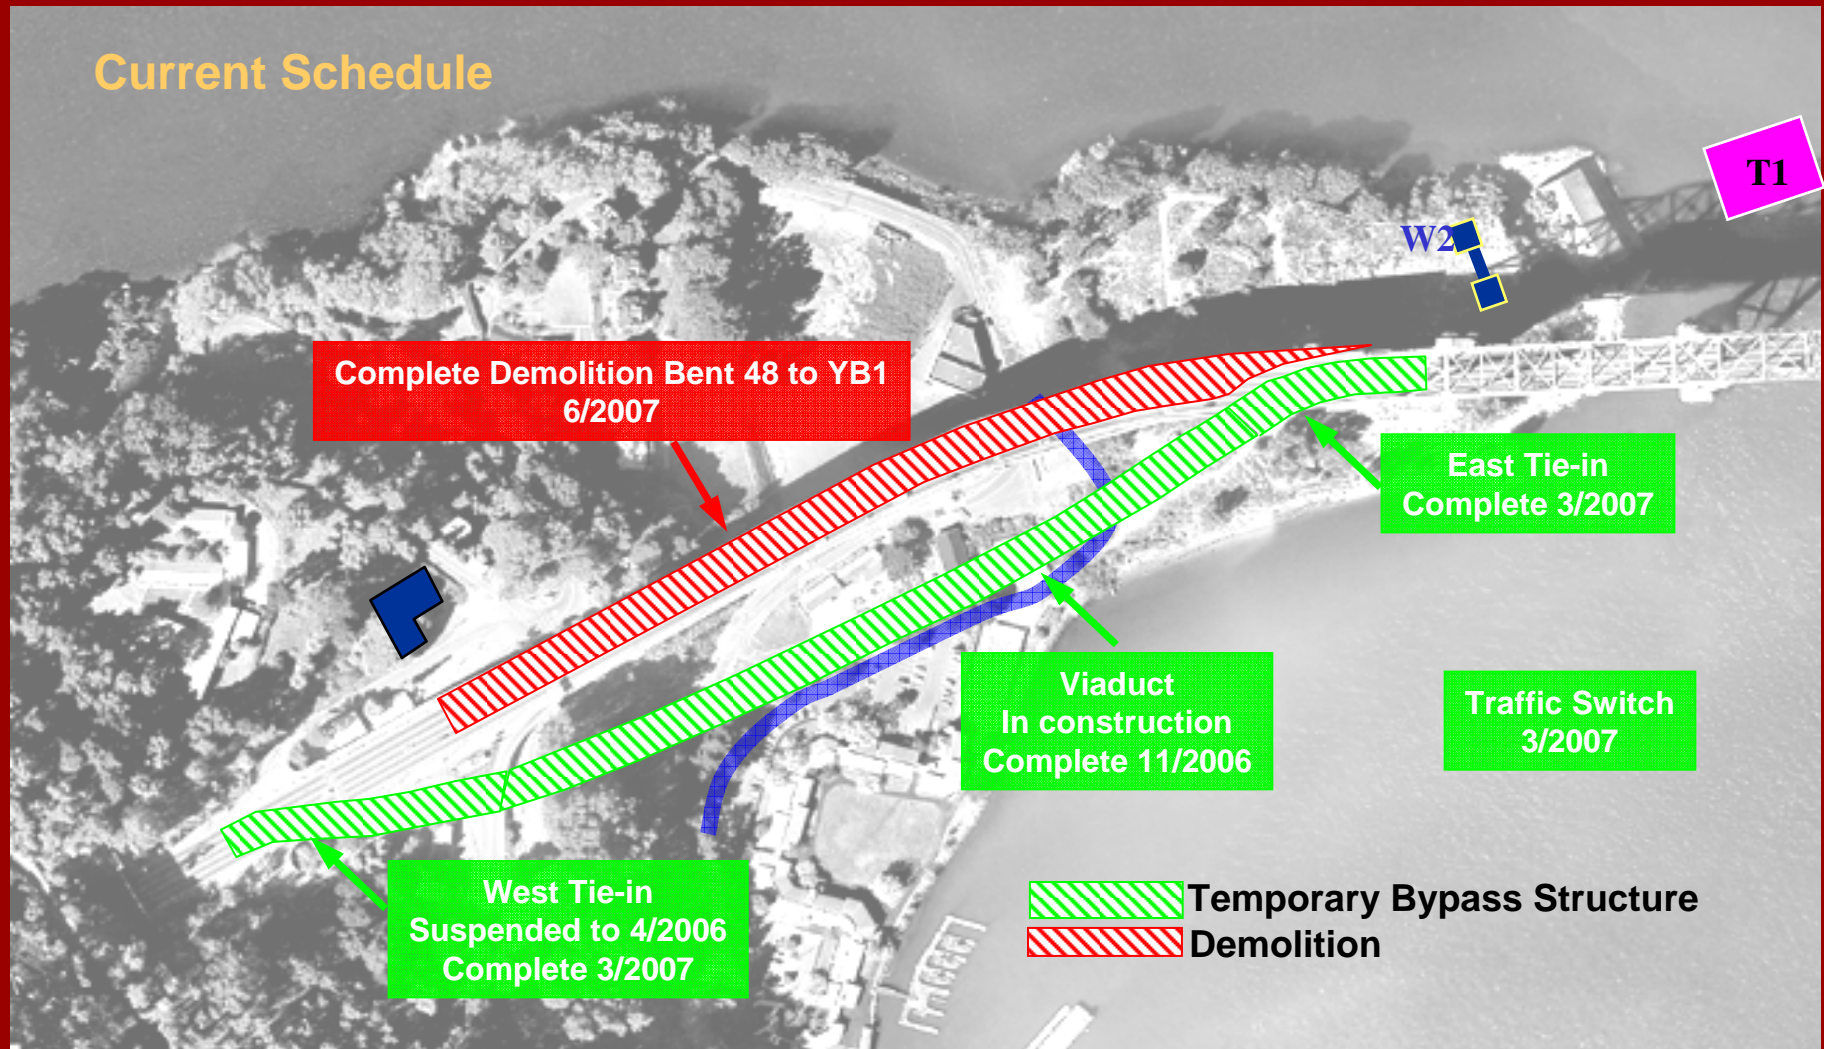 Current Schedule
T1
W2
Complete Demolition Bent 48 to YB1
6/2007
East Tie-in
Complete 3/2007
Viaduct
In construction
Complete 11/2006
Traffic Switch
3/2007
West Tie-in
Suspended to 4/2006
Complete 3/2007
Temporary Bypass Structure
Demolition